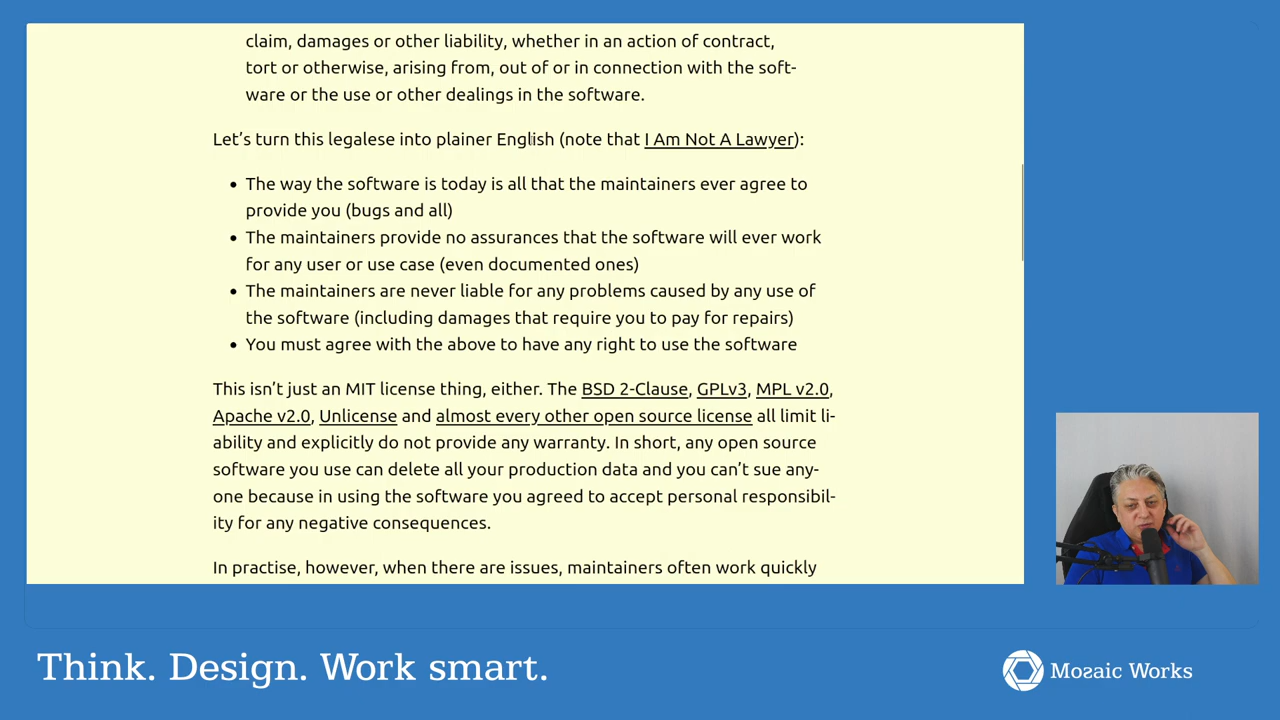 claim, damages or other liability, whether in an action of contract,
tort or otherwise, arising from, out of or in connection with the soft-
ware or the use or other dealings in the software.
Let’s turn this legalese into plainer English (note that I Am Not A Lawyer):
• The way the software is today is all that the maintainers ever agree to
provide you (bugs and all)
• The maintainers provide no assurances that the software will ever work
for any user or use case (even documented ones)
• The maintainers are never liable for any problems caused by any use of
the software (including damages that require you to pay for repairs)
• You must agree with the above to have any right to use the software
This isn’t just an MIT license thing, either. The BSD 2-Clause, GPLv3, MPL v2.0,
Apache v2.0, Unlicense and almost every other open source license all limit li-
ability and explicitly do not provide any warranty. In short, any open source
software you use can delete all your production data and you can’t sue any-
one because in using the software you agreed to accept personal responsibil-
ity for any negative consequences.
In practise, however, when there are issues, maintainers often work quickly
Think. Design. Work smart.
Mozaic Works